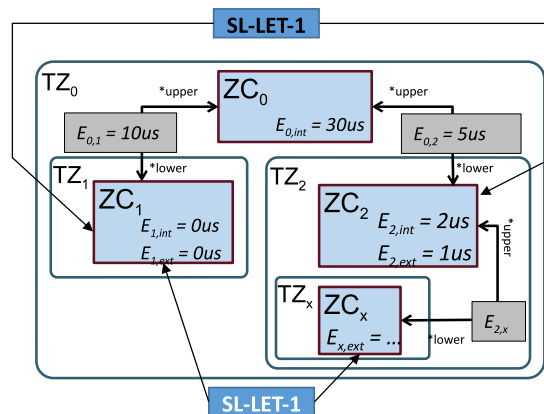 SL-LET-1
TZ0
*upper
ZC0
*upper
E0,int = 30us
E0,1 = 10us
E0,2 = 5us
*lower
*lower
TZ1
ZC1
E1,int = 0us
E1,ext = 0us
TZ2
ZC2
E2,int = 2us
E2,ext = 1us
*upper
TZx
ZCx
Ex,ext = ...
*lower
E2,x
SL-LET-1